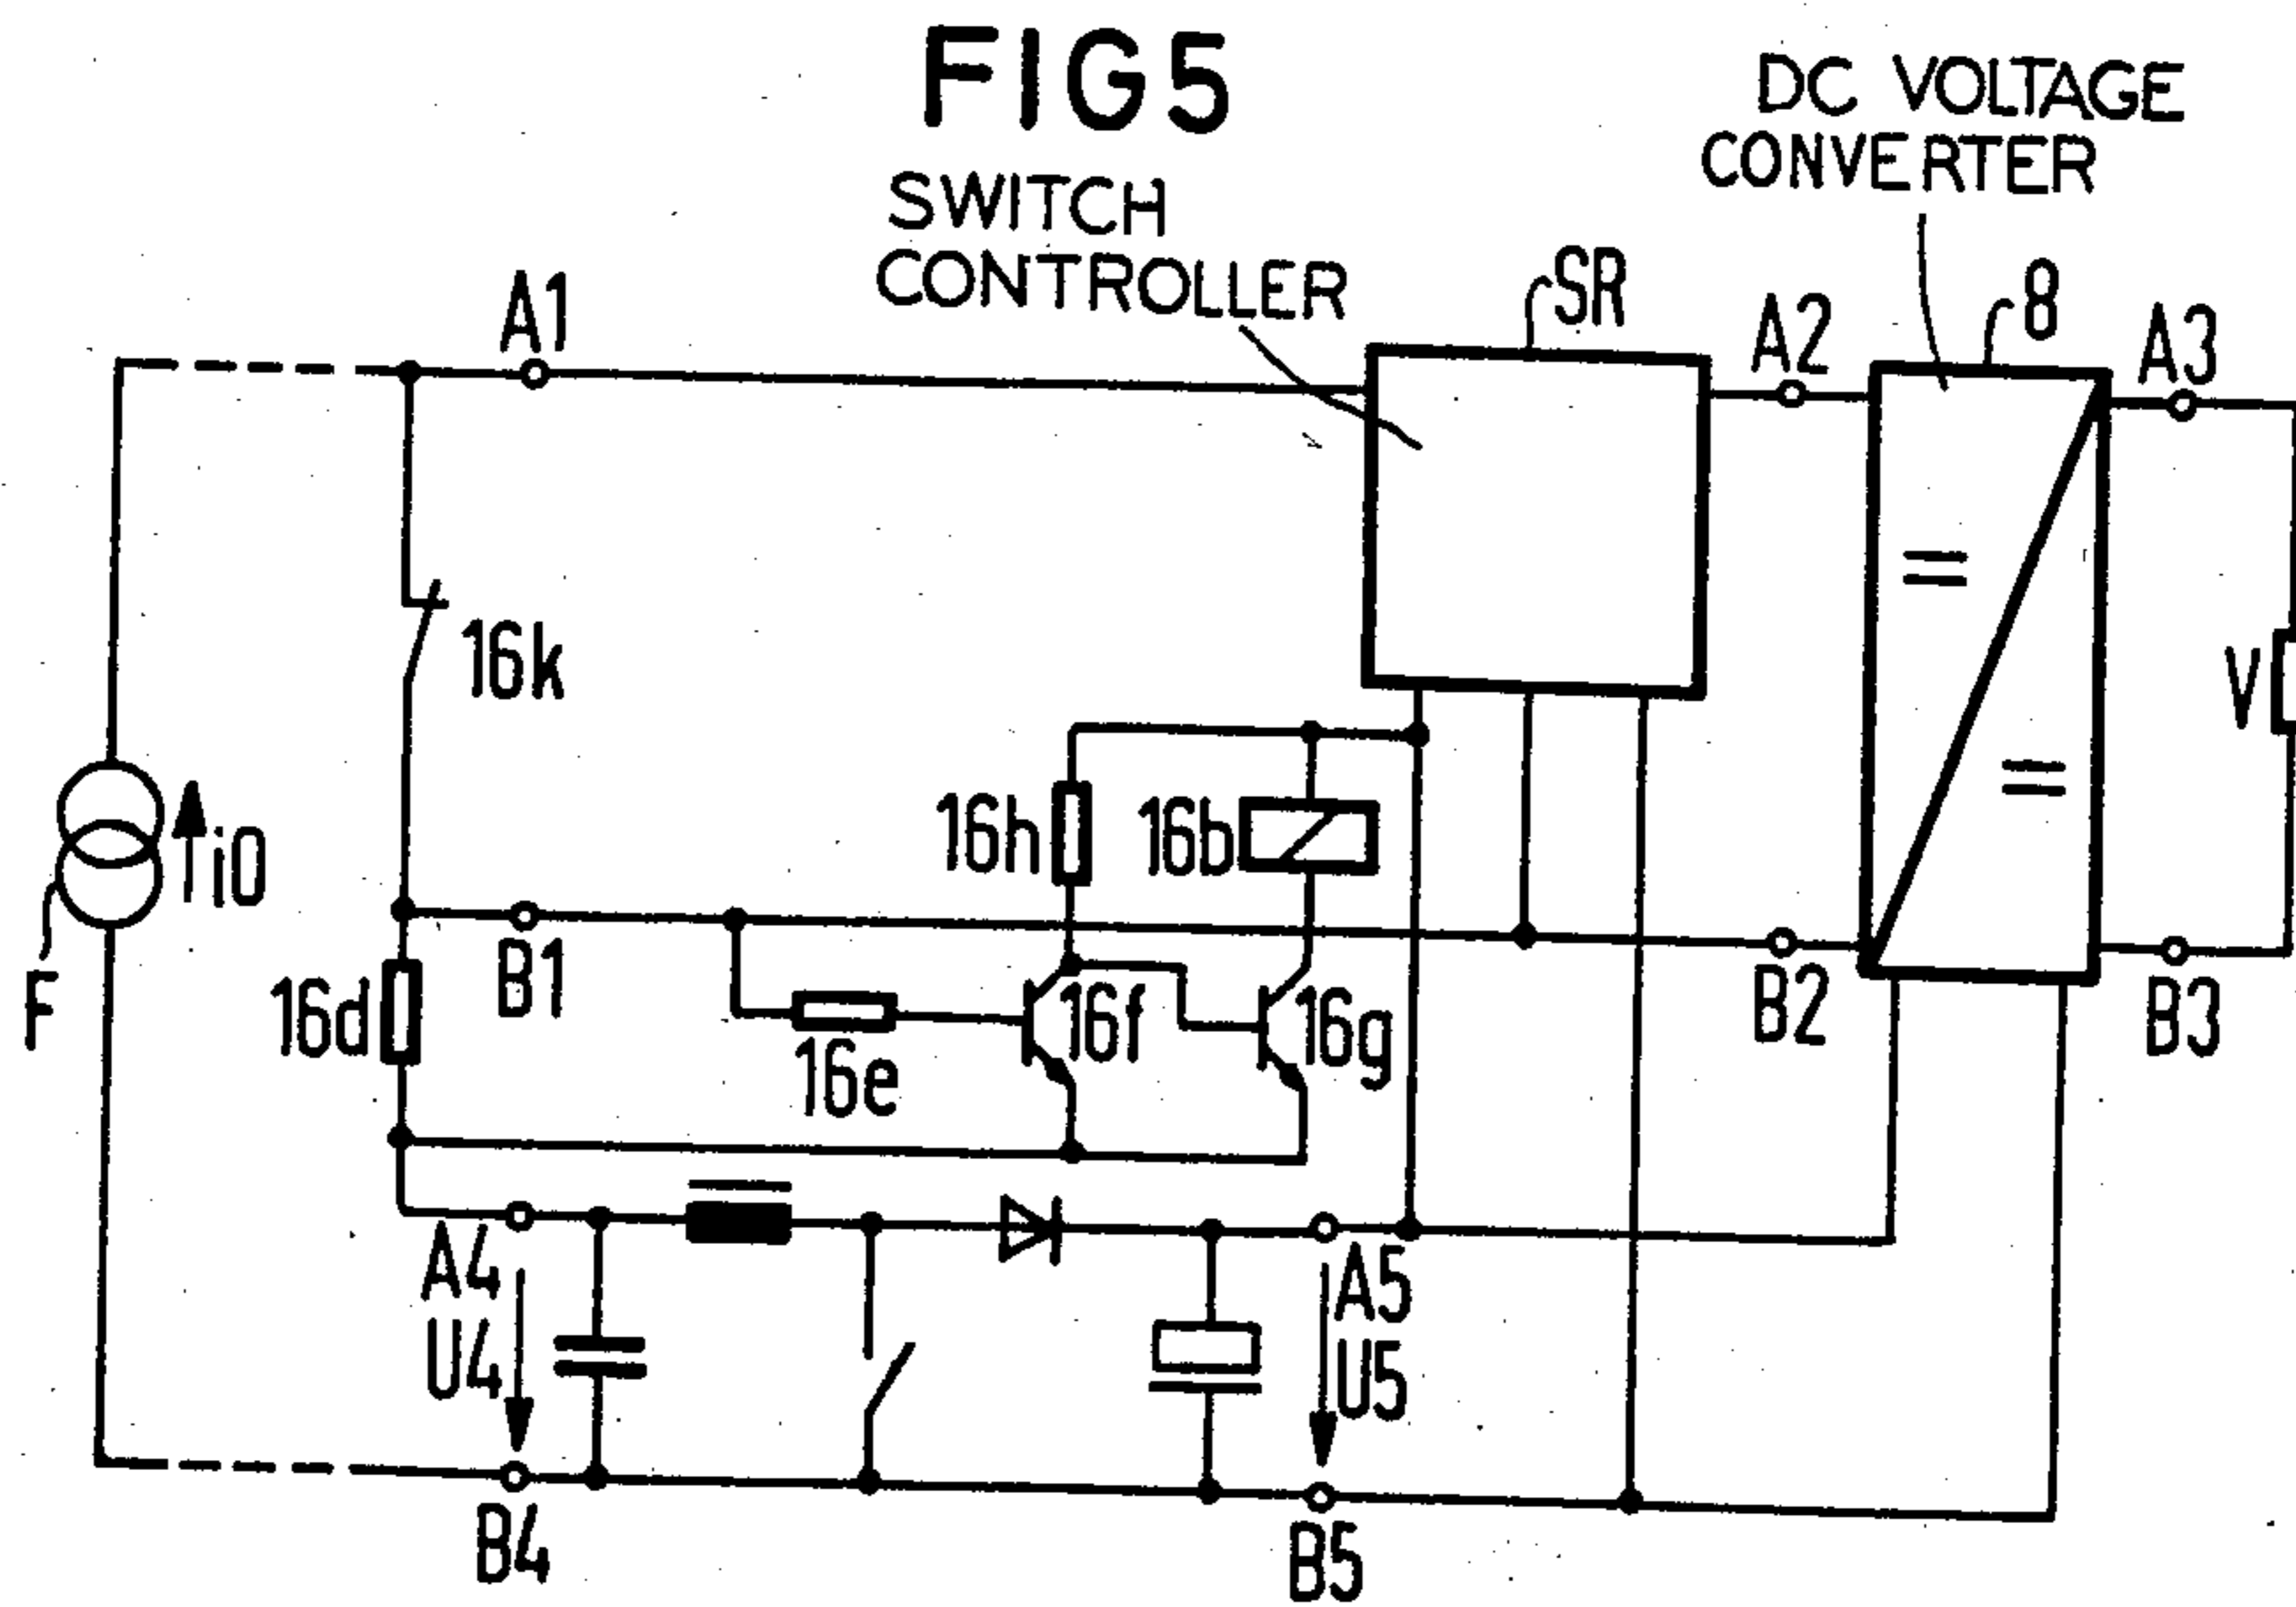 FIG5
DC VOLTAGE
CONVERTER
SWITCH
CONTROLLER
SR
8
A1
A2
A3
16k
V
16h
16b
i0
F
B1
B2
B3
16d
16e
16f
16g
A4
U4
A5
U5
B4
B5